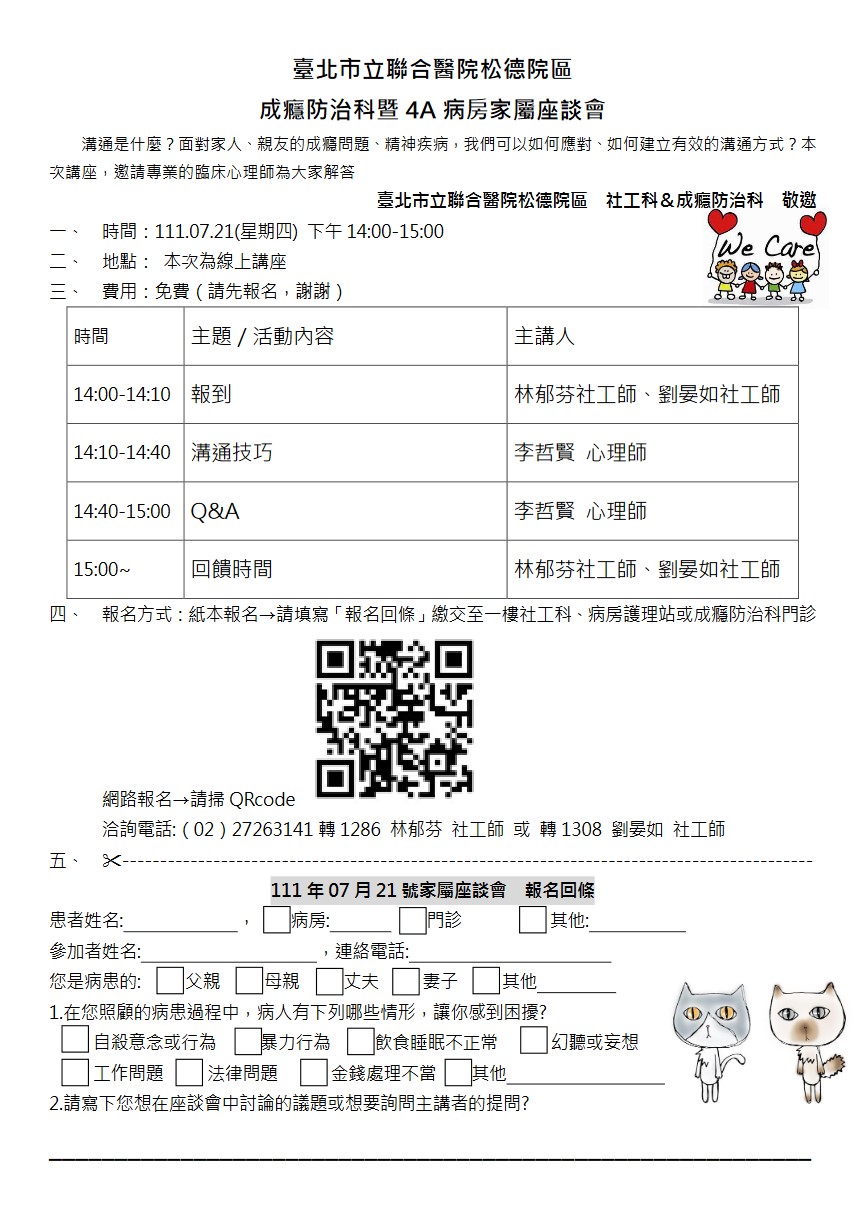 臺北市立聯合醫院松德院區
成癮防治科暨 4A 病房家屬座談會
溝通是什麼？面對家人、親友的成癮問題、精神疾病，我們可以如何應對、如何建立有效的溝通方式？本
次講座，邀請專業的臨床心理師為大家解答
臺北市立聯合醫院松德院區　社工科＆成癮防治科　敬邀
一、 時間：111.07.21(星期四) 下午 14:00-15:00
We Care
二、 地點： 本次為線上講座
三、 費用：免費（請先報名，謝謝）
時間 主題 / 活動內容 主講人
14:00-14:10 報到 林郁芬社工師、劉晏如社工師
14:10-14:40 溝通技巧 李哲賢 心理師
14:40-15:00 Q&A 李哲賢 心理師
15:00~ 回饋時間 林郁芬社工師、劉晏如社工師
四、 報名方式：紙本報名→請填寫「報名回條」繳交至一樓社工科、病房護理站或成癮防治科門診
網路報名→請掃 QRcode
洽詢電話:（02）27263141 轉 1286 林郁芬 社工師 或 轉 1308 劉晏如 社工師
五、 ✂--------------------------------------------------------------------------------------------
111 年 07 月 21 號家屬座談會　報名回條
患者姓名:____________， □病房:______ □門診 □其他:__________
參加者姓名:__________________，連絡電話:____________________
您是病患的: □父親 □母親 □丈夫 □妻子 □其他________
1.在您照顧的病患過程中，病人有下列哪些情形，讓你感到困擾?
□自殺意念或行為 □暴力行為 □飲食睡眠不正常 □幻聽或妄想
□工作問題 □法律問題 □金錢處理不當 □其他________________
2.請寫下您想在座談會中討論的議題或想要詢問主講者的提問?